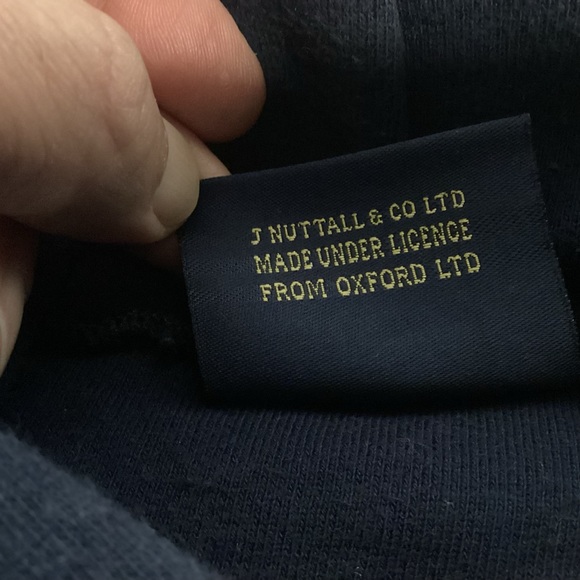 J NUTTALL & CO LTD
MADE UNDER LICENCE
FROM OXFORD LTD